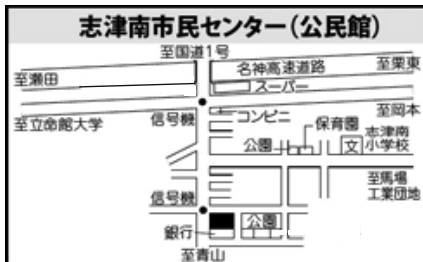 志津南市民センター(公民館)
至国道1号
名神高速道路
至栗東
至瀬田
スーパー
至岡本
コンビニ
至立命館大学
信号機
保育園
志津南
小学校
公園
文
至馬場
工業団地
信号機
公園
銀行
至青山